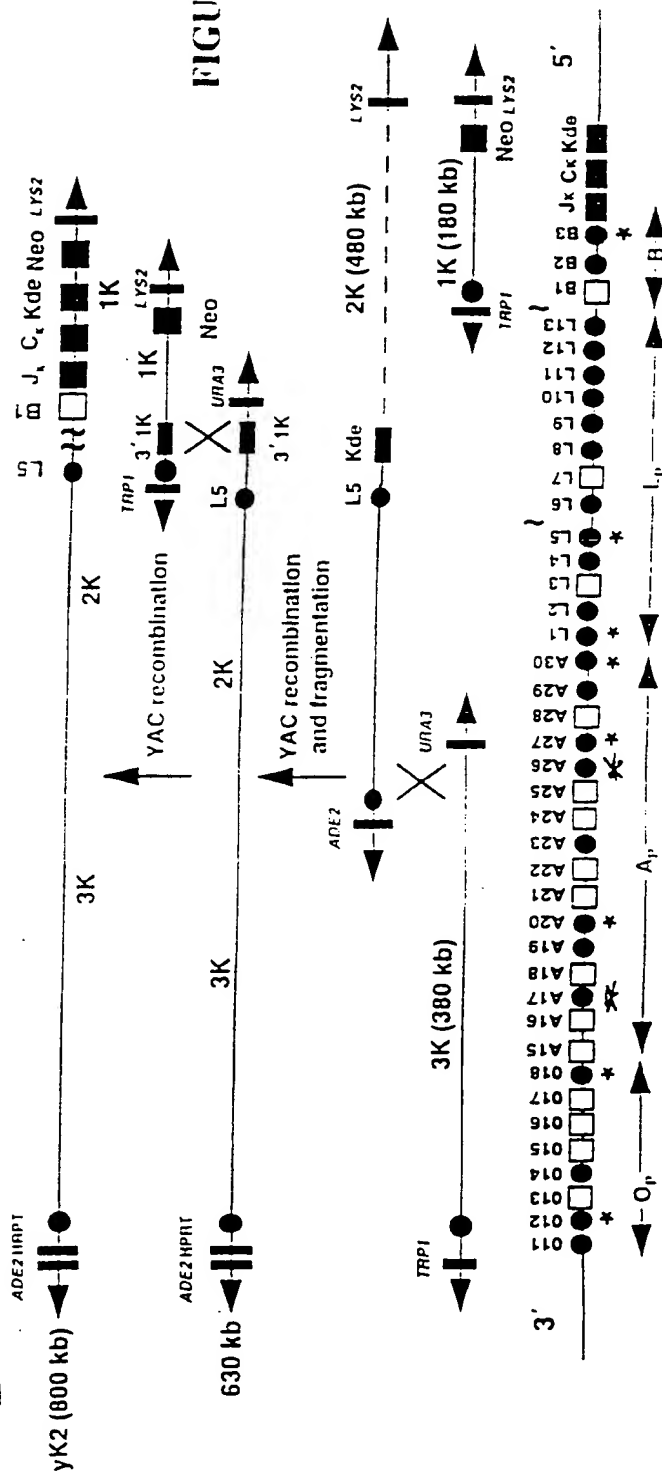 FIGU
ADE2 HPRT
L5 B1 Jκ Cκ Kde Neo LYS2
yK2 (800 kb)
3K
2K
1K
YAC recombination
TRP1
3'1K
1K
LYS2
Neo
ADE2 HPRT
630 kb
3K
2K
L5
3'1K
URA3
YAC recombination
and fragmentation
ADE2
L5 Kde
2K (480 kb)
LYS2
TRP1
3K (380 kb)
URA3
TRP1
1K (180 kb)
Neo LYS2
3'
O11 O12 O13 O14 O15 O16 O17 O18 A15 A16 A17 A18 A19 A20 A21 A22 A23 A24 A25 A26 A27 A28 A29 A30 L1 L2 L3 L4 L5 L6 L7 L8 L9 L10 L11 L12 L13 B1 B2 B3 Jκ Cκ Kde
5'
* * * * * * * * * *
Op Ap Lp B